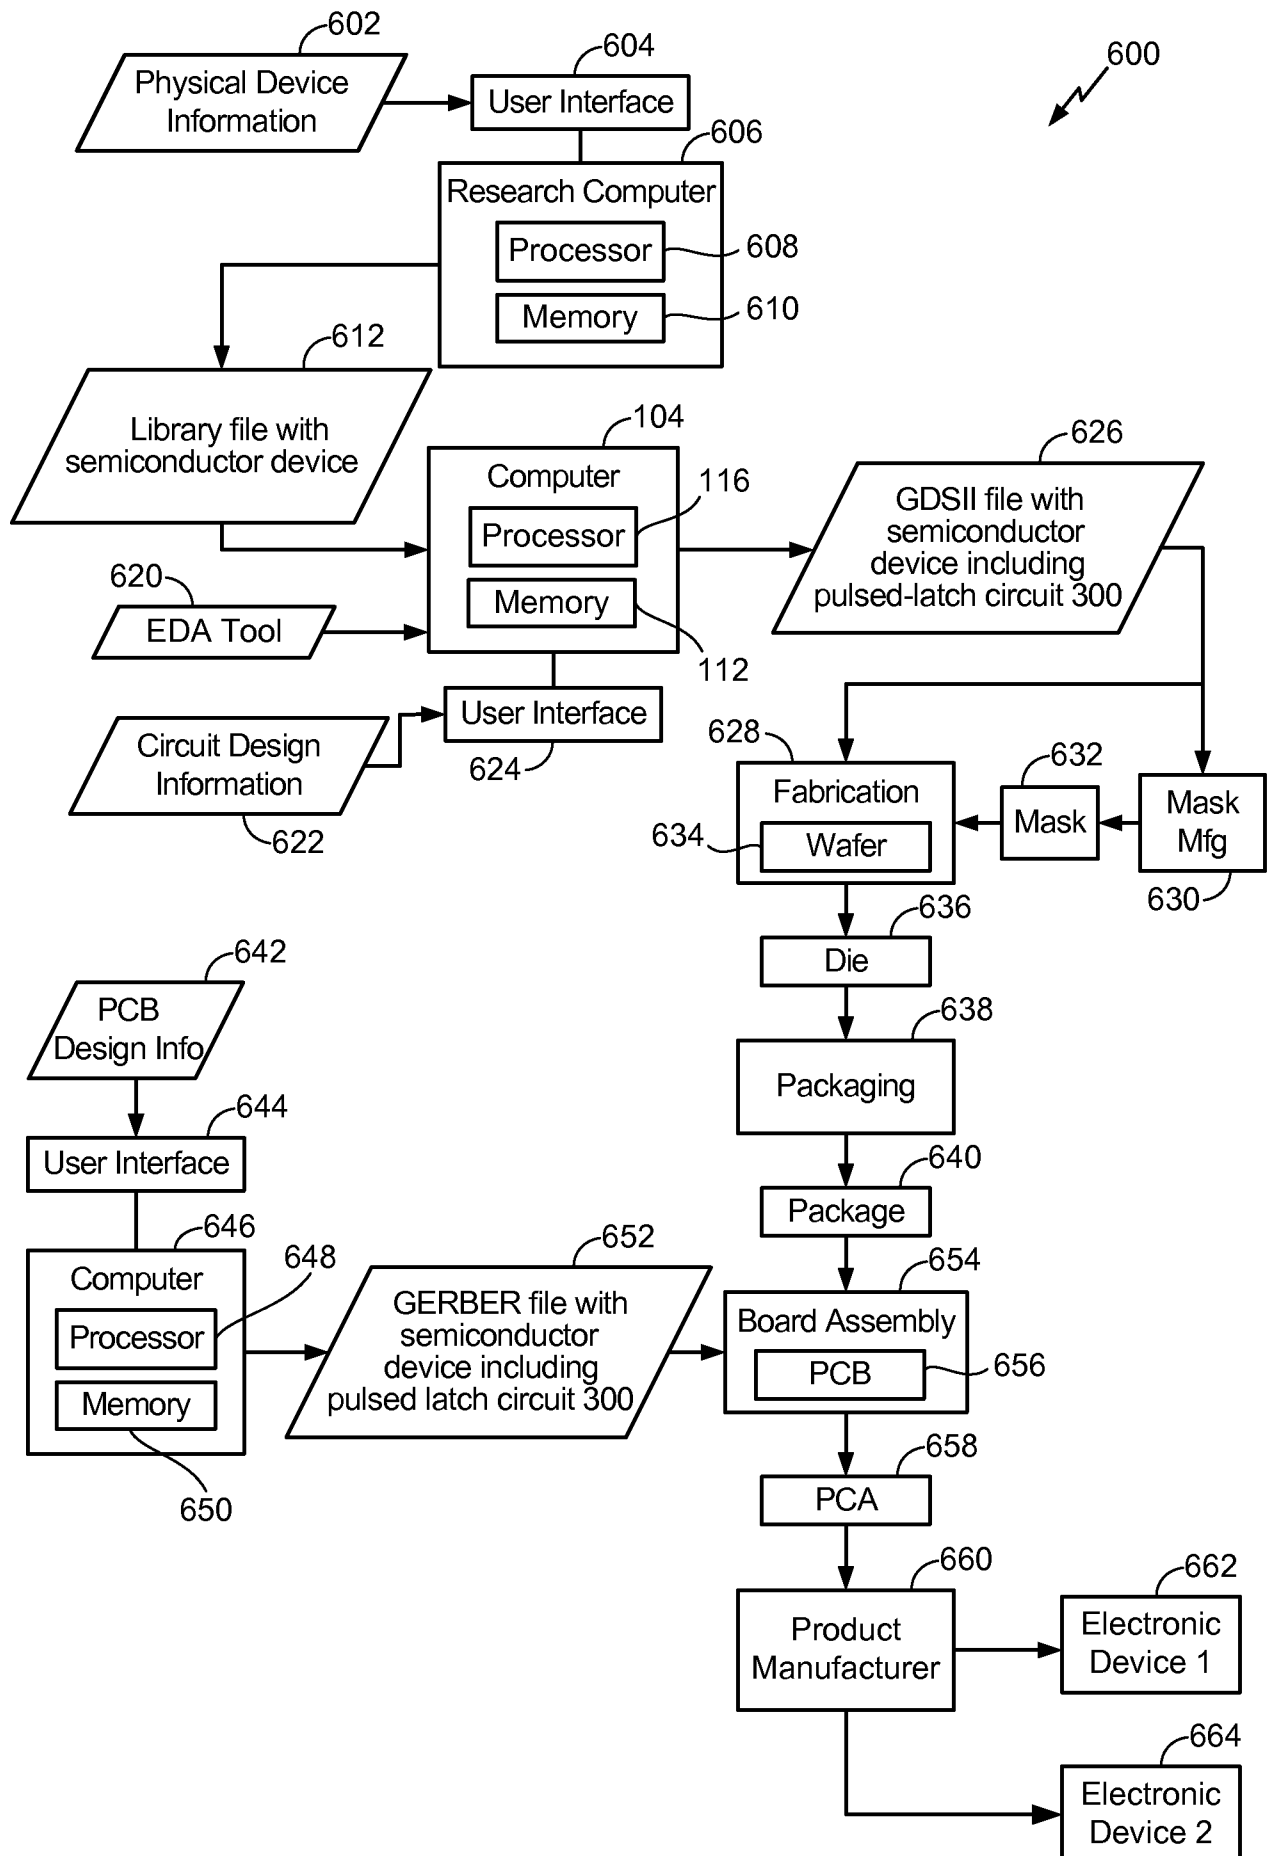 602
Physical Device
Information
604
User Interface
600
606
Research Computer
Processor
608
Memory
610
612
Library file with
semiconductor device
104
Computer
116
Processor
Memory
112
626
GDSII file with
semiconductor
device including
pulsed-latch circuit 300
620
EDA Tool
User Interface
624
Circuit Design
Information
622
628
Fabrication
634
Wafer
632
Mask
Mask
Mfg
630
636
Die
638
Packaging
640
Package
642
PCB
Design Info
644
User Interface
646
Computer
648
Processor
Memory
650
652
GERBER file with
semiconductor
device including
pulsed latch circuit 300
654
Board Assembly
PCB
656
658
PCA
660
Product
Manufacturer
662
Electronic
Device 1
664
Electronic
Device 2